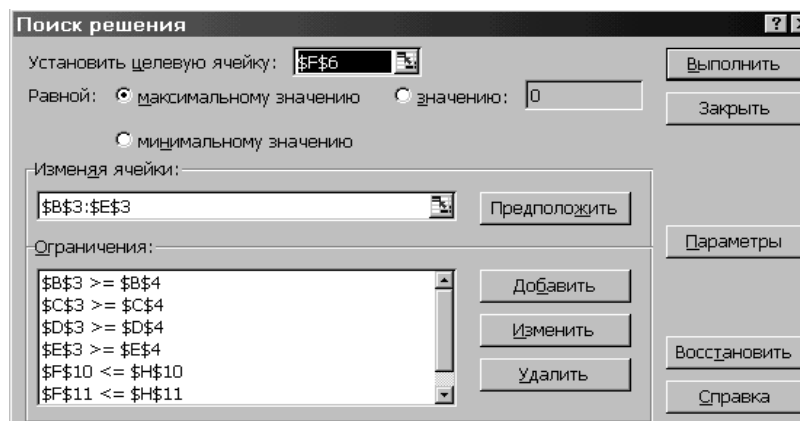 Поиск решения
Установить целевую ячейку: $F$6
Выполнить
Равной: максимальному значению значению: 0
Закрыть
минимальному значению
Изменяя ячейки:
$B$3:$E$3
Предположить
Параметры
Ограничения:
$B$3 >= $B$4
Добавить
$C$3 >= $C$4
$D$3 >= $D$4
Изменить
$E$3 >= $E$4
Восстановить
$F$10 <= $H$10
Удалить
$F$11 <= $H$11
Справка